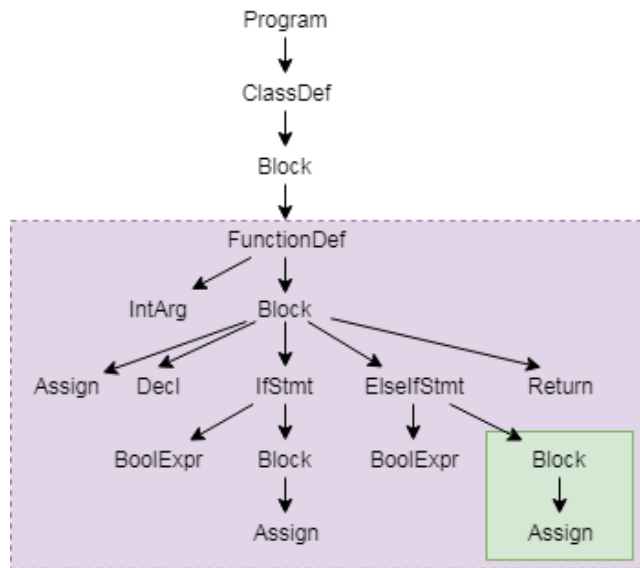 Program
ClassDef
Block
FunctionDef
IntArg
Block
Assign
Decl
IfStmt
ElseIfStmt
Return
BoolExpr
Block
BoolExpr
Block
Assign
Assign